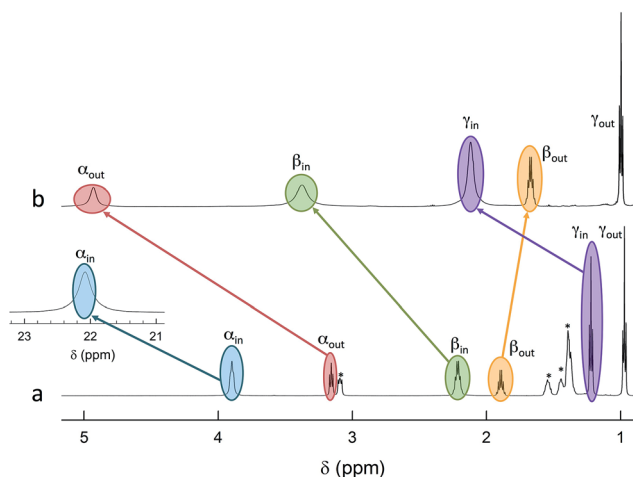 γout
γin
βout
βin
αout
b
αin
γin γout
23 22 21
δ (ppm)
αin
αout
*
βin
βout
*
*
*
a
5 4 3 2 1
δ (ppm)